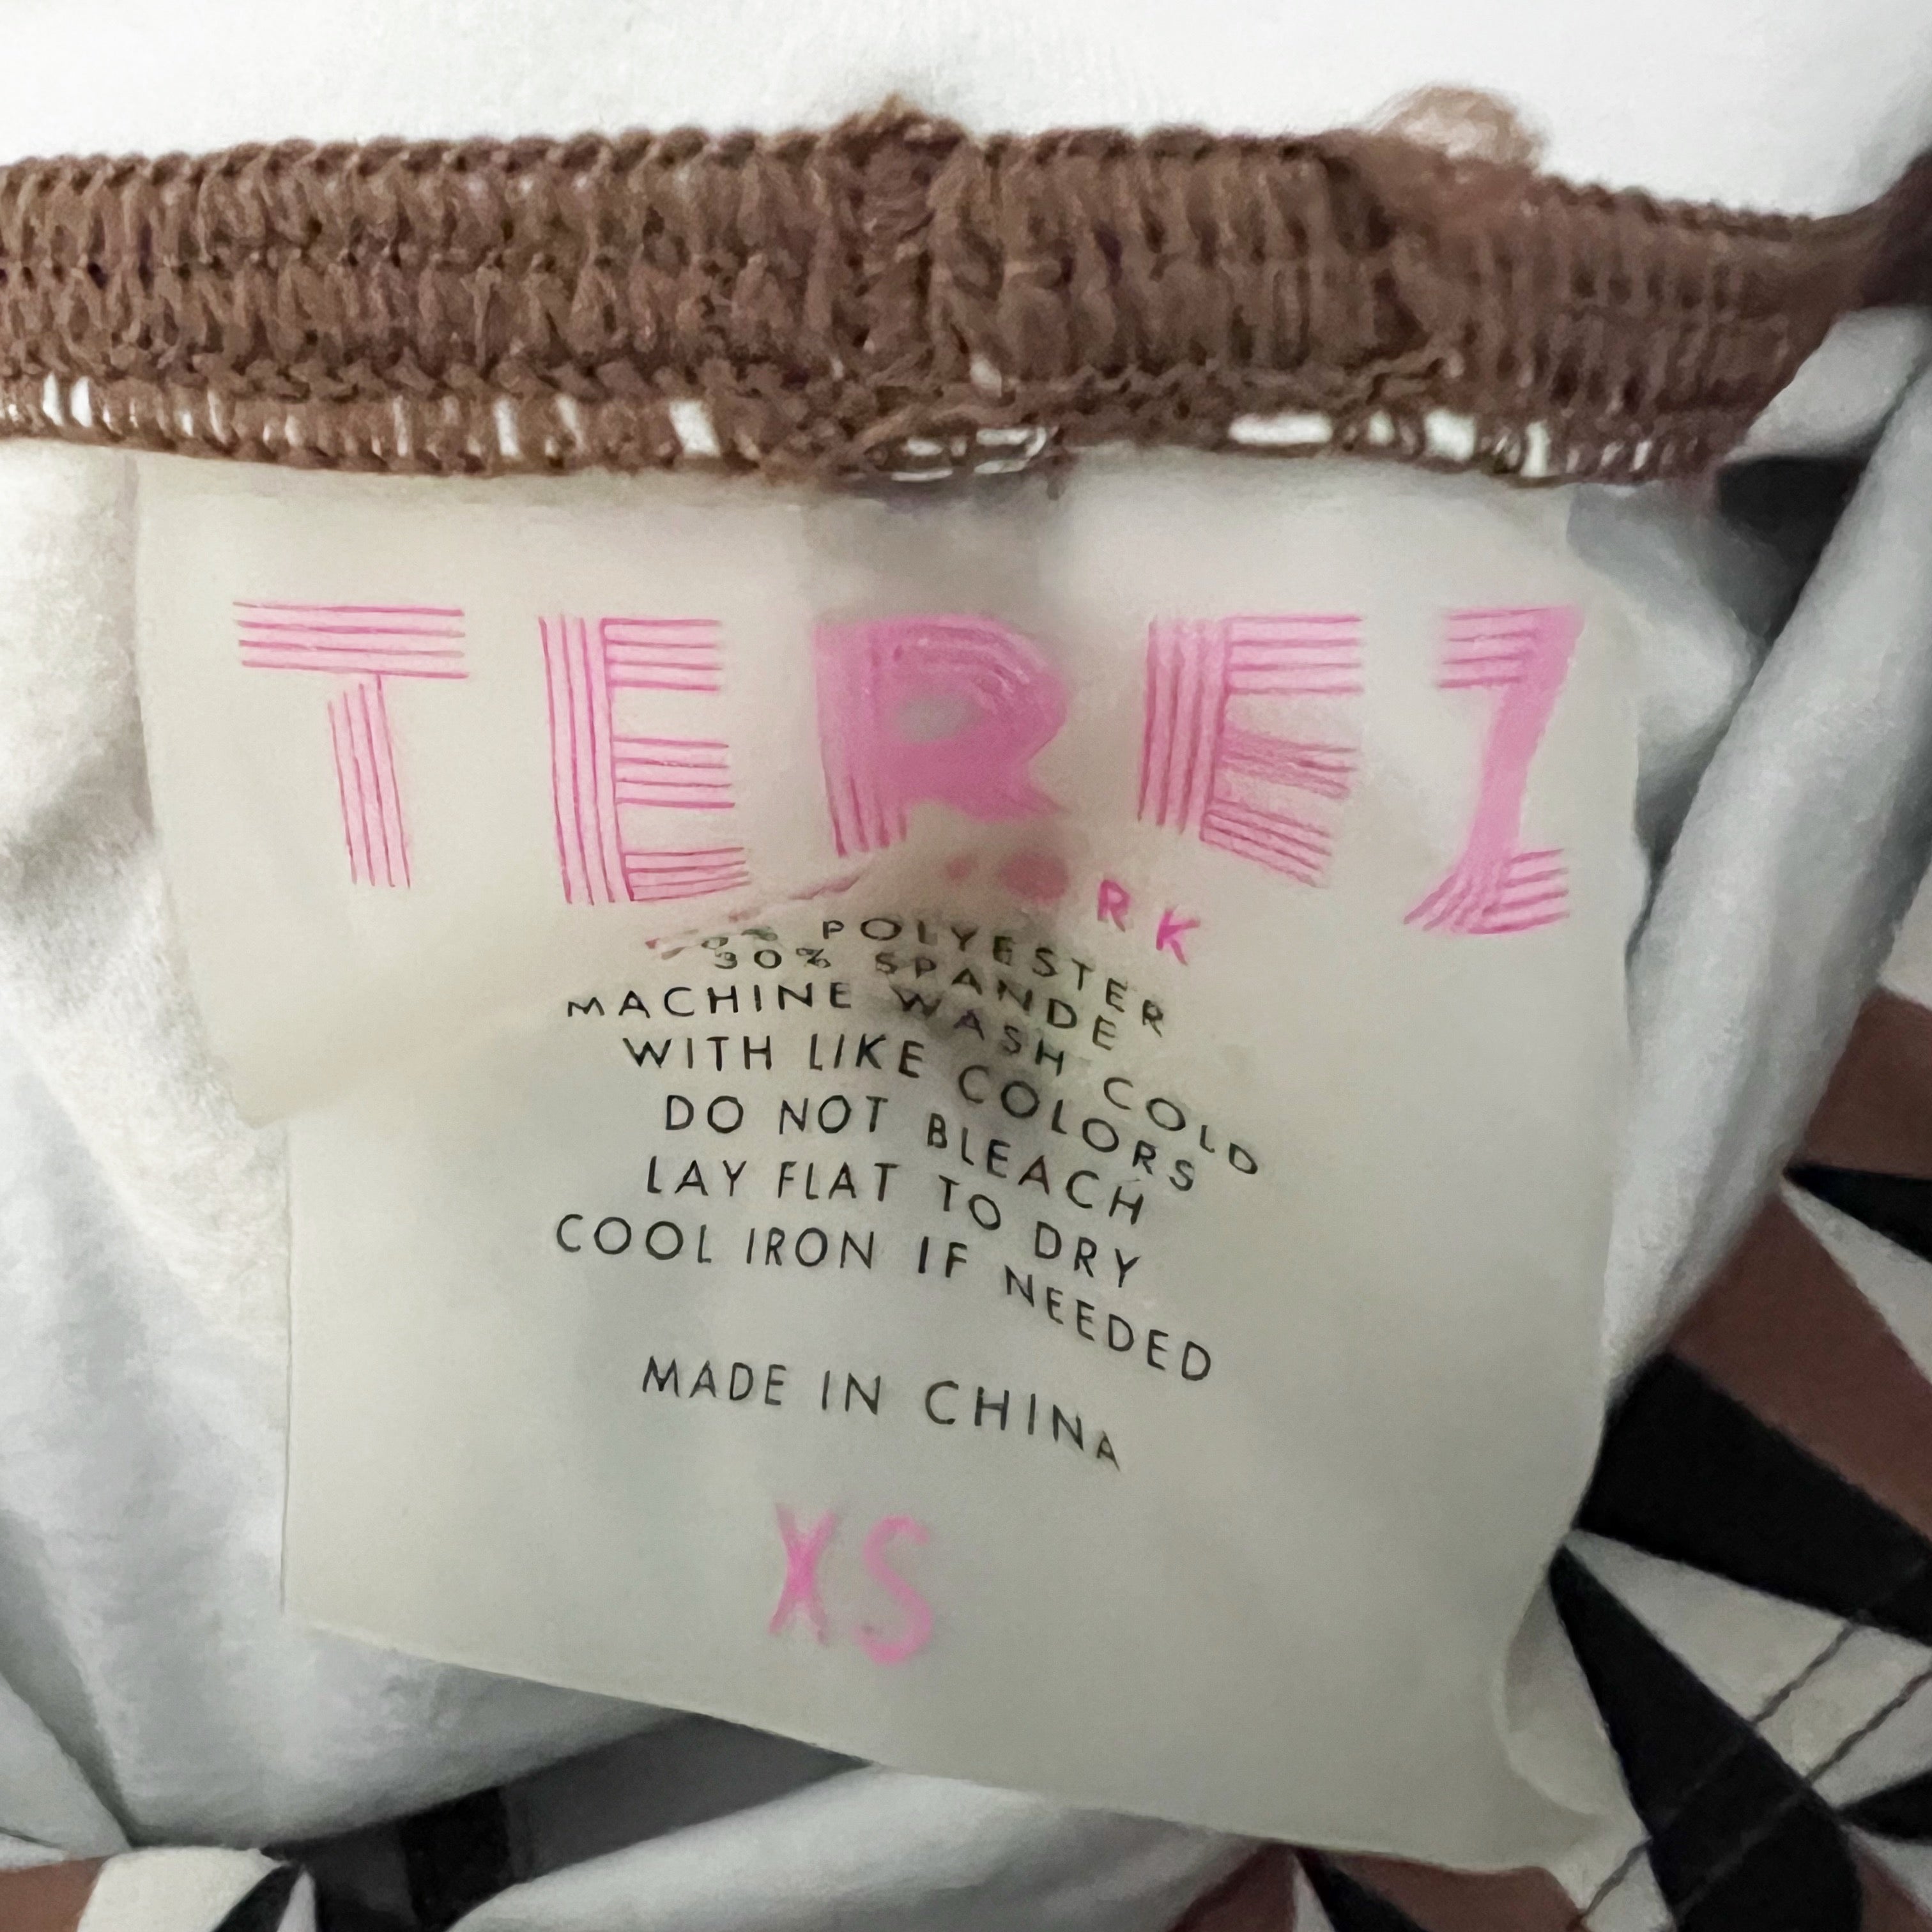 TEREZ
RK
POLYESTER
30% SPANDE
MACHINE WASH COLD
WITH LIKE COLORS
DO NOT BLEACH
LAY FLAT TO DRY
COOL IRON IF NEEDED
MADE IN CHINA
XS